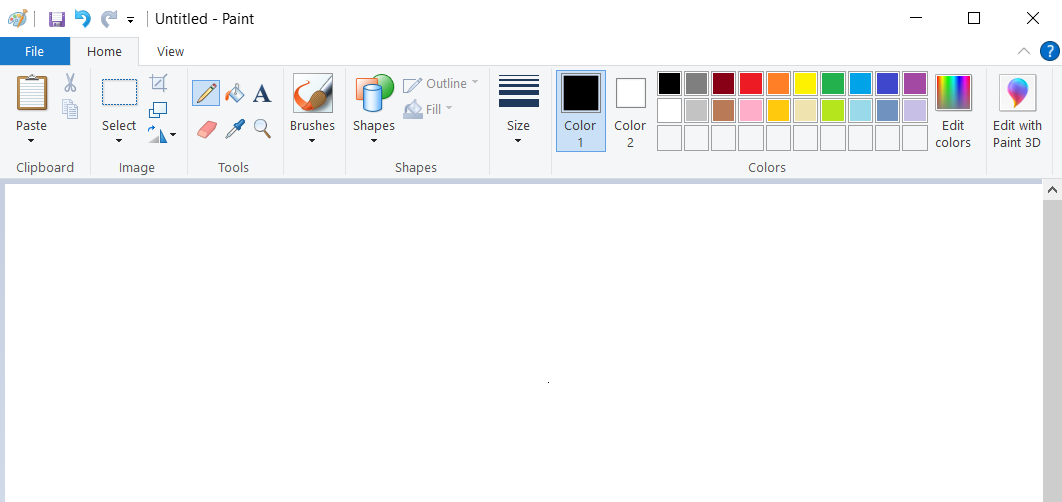 Untitled - Paint
File Home View
Paste Select Brushes Shapes Outline Fill Size Color 1 Color 2 Edit colors Edit with Paint 3D
Clipboard Image Tools Shapes Colors